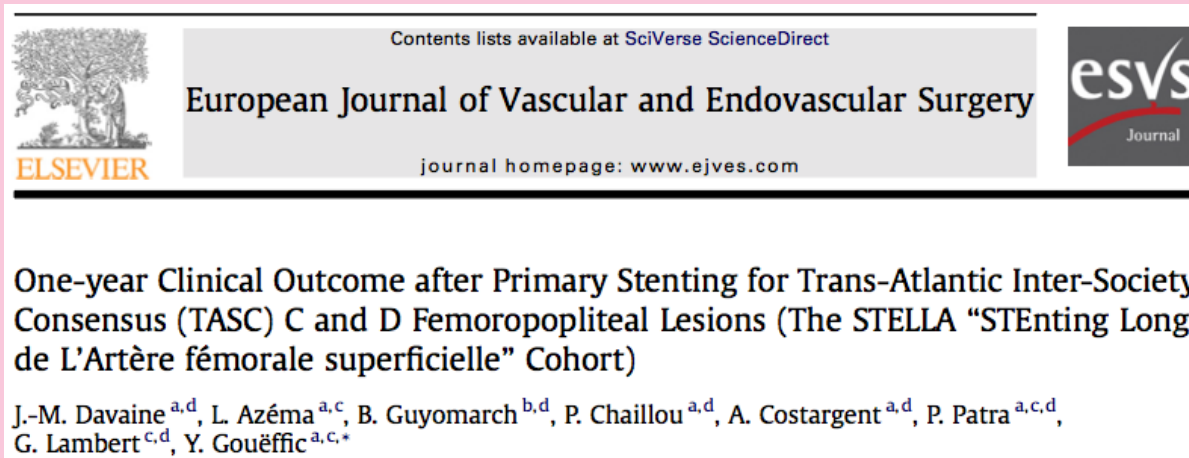 Contents lists available at SciVerse ScienceDirect
European Journal of Vascular and Endovascular Surgery
journal homepage: www.ejves.com
ELSEVIER
esvs
Journal
One-year Clinical Outcome after Primary Stenting for Trans-Atlantic Inter-Society
Consensus (TASC) C and D Femoropopliteal Lesions (The STELLA “STEnting Long
de L’Artère fémorale superficielle” Cohort)
J.-M. Davaine a,d, L. Azéma a,c, B. Guyomarch b,d, P. Chaillou a,d, A. Costargent a,d, P. Patra a,c,d,
G. Lambert c,d, Y. Gouëffic a,c,*